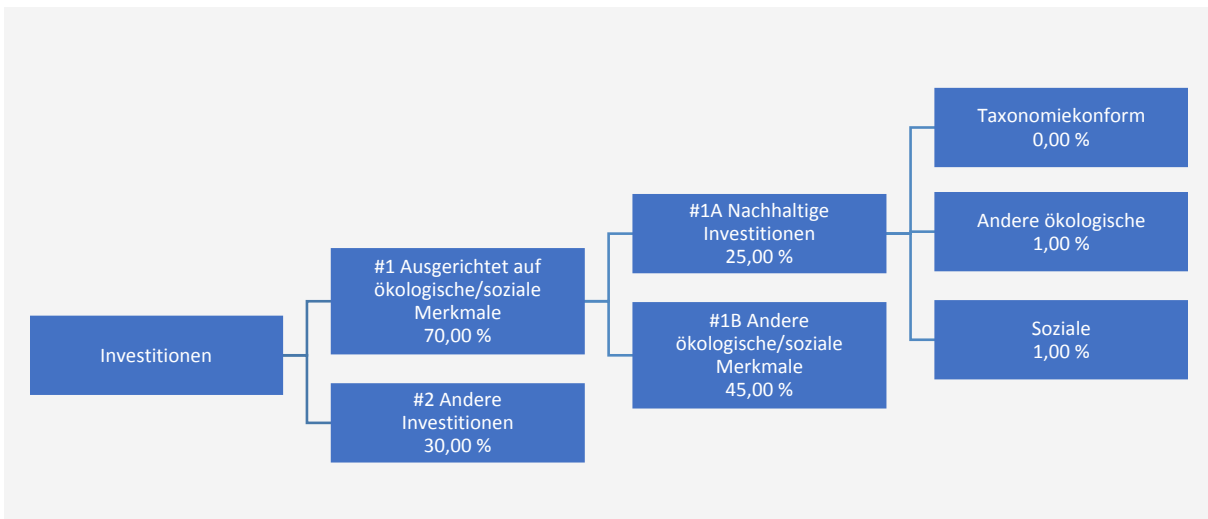 Investitionen
#1 Ausgerichtet auf
ökologische/soziale
Merkmale
70,00 %
#2 Andere
Investitionen
30,00 %
#1A Nachhaltige
Investitionen
25,00 %
#1B Andere
ökologische/soziale
Merkmale
45,00 %
Taxonomiekonform
0,00 %
Andere ökologische
1,00 %
Soziale
1,00 %